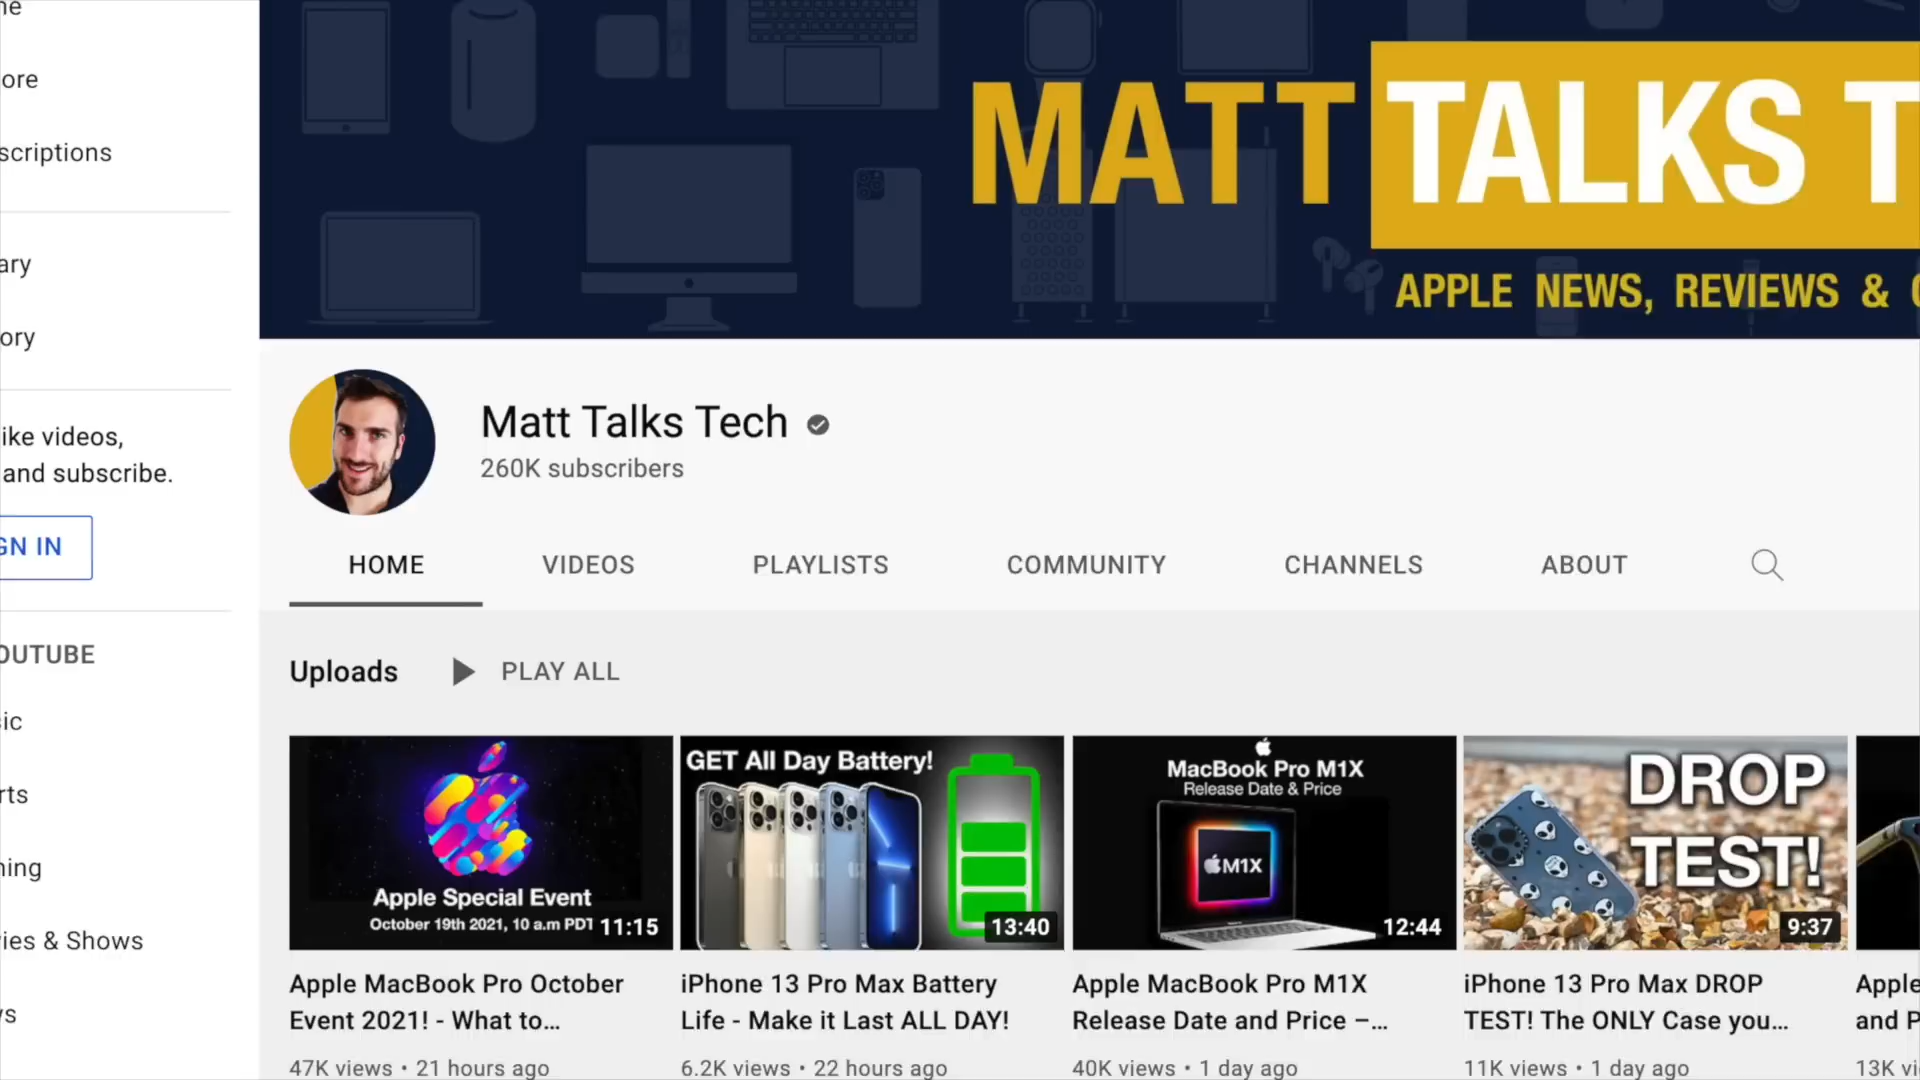 ore
scriptions
ary
ory
ike videos,
and subscribe.
GN IN
OUTUBE
ic
rts
ning
ies & Shows
s
MATT TALKS T
APPLE NEWS, REVIEWS &
Matt Talks Tech
260K subscribers
HOME VIDEOS PLAYLISTS COMMUNITY CHANNELS ABOUT
Uploads PLAY ALL
Apple Special Event
October 19th 2021, 10 a.m PDT 11:15
Apple MacBook Pro October
Event 2021! - What to...
47K views • 21 hours ago
GET All Day Battery!
13:40
iPhone 13 Pro Max Battery
Life - Make it Last ALL DAY!
6.2K views • 22 hours ago
MacBook Pro M1X
Release Date & Price
M1X
12:44
Apple MacBook Pro M1X
Release Date and Price –...
40K views • 1 day ago
DROP
TEST!
9:37
iPhone 13 Pro Max DROP
TEST! The ONLY Case you...
11K views • 1 day ago
Apple
and P
13K vi